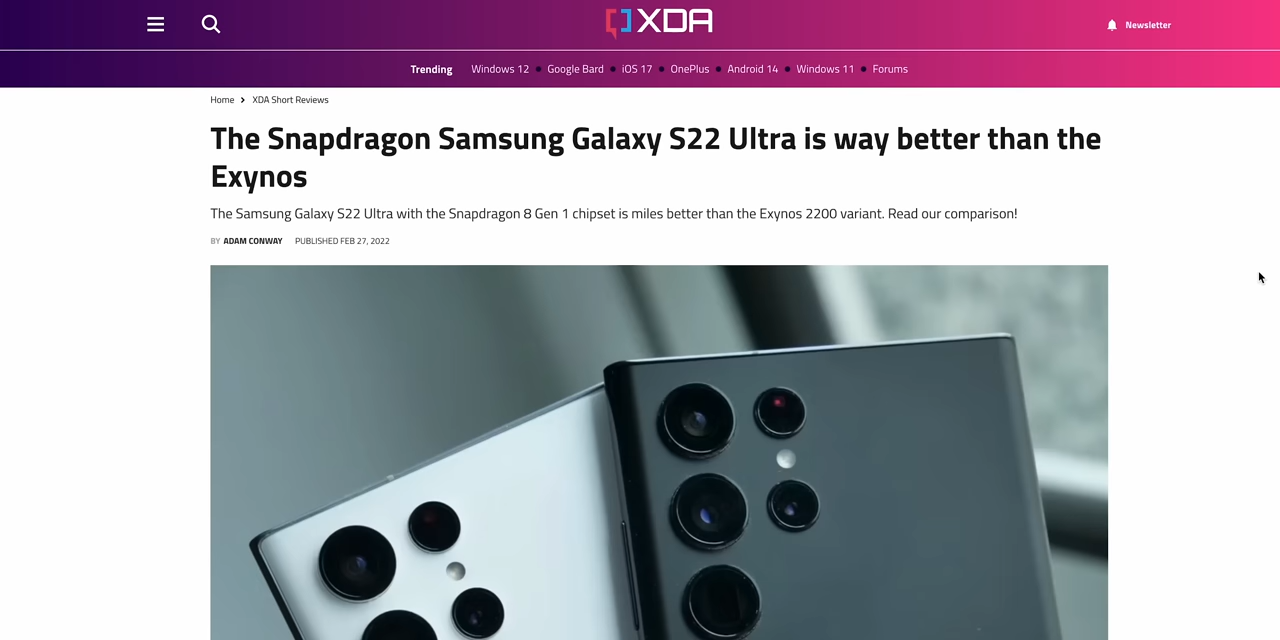 XDA
Newsletter
Trending Windows 12 Google Bard iOS 17 OnePlus Android 14 Windows 11 Forums
Home XDA Short Reviews
The Snapdragon Samsung Galaxy S22 Ultra is way better than the
Exynos
The Samsung Galaxy S22 Ultra with the Snapdragon 8 Gen 1 chipset is miles better than the Exynos 2200 variant. Read our comparison!
BY ADAM CONWAY PUBLISHED FEB 27, 2022